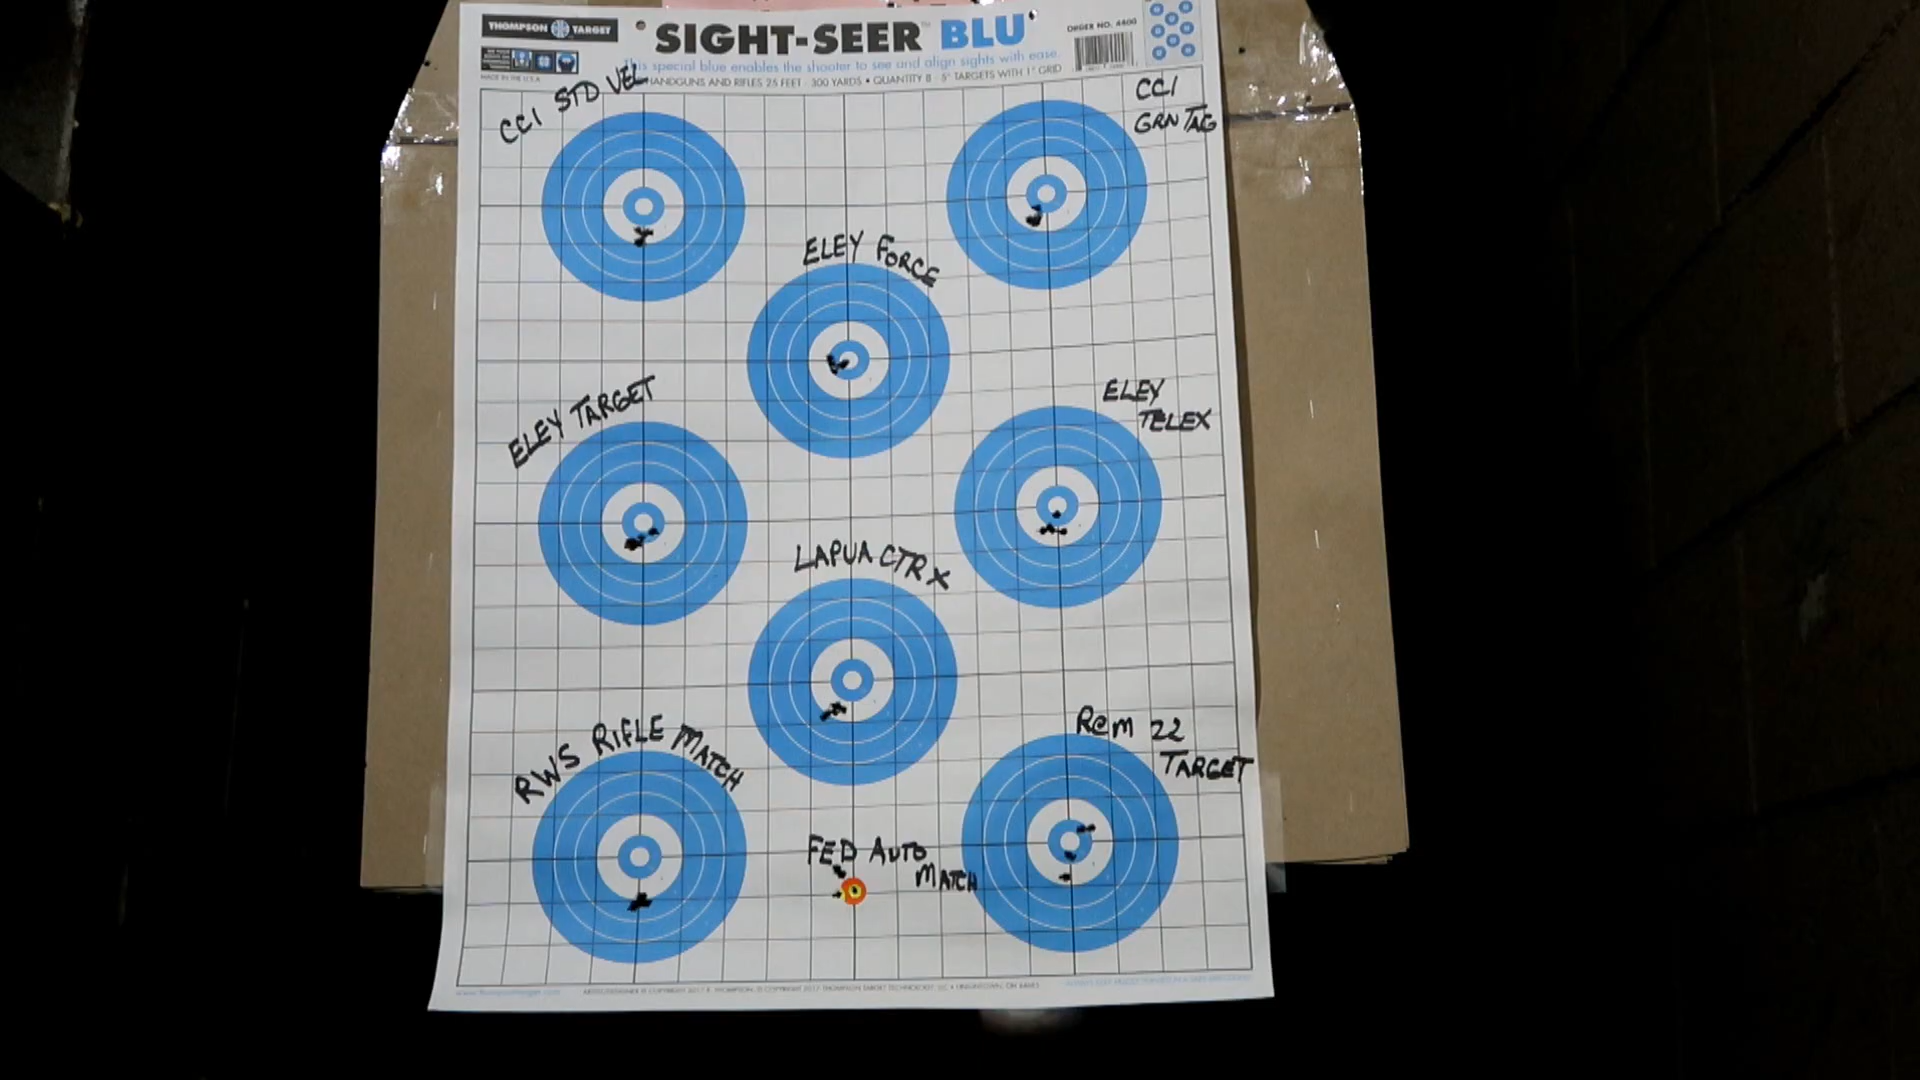 THOMPSON TARGET
SIGHT-SEER™ BLU
ORDER NO. 4400
This special blue enables the shooter to see and align sights with ease.
MADE IN THE U.S.A.
HANDGUNS AND RIFLES 25 FEET - 300 YARDS • QUANTITY 8 - 5" TARGETS WITH 1" GRID
CCI STD VEL
CCI
GRN TAG
ELEY FORCE
ELEY TARGET
ELEY
TELEX
LAPUA CTR X
RWS RIFLE MATCH
Rem 22
TARGET
FED AUTO
MATCH